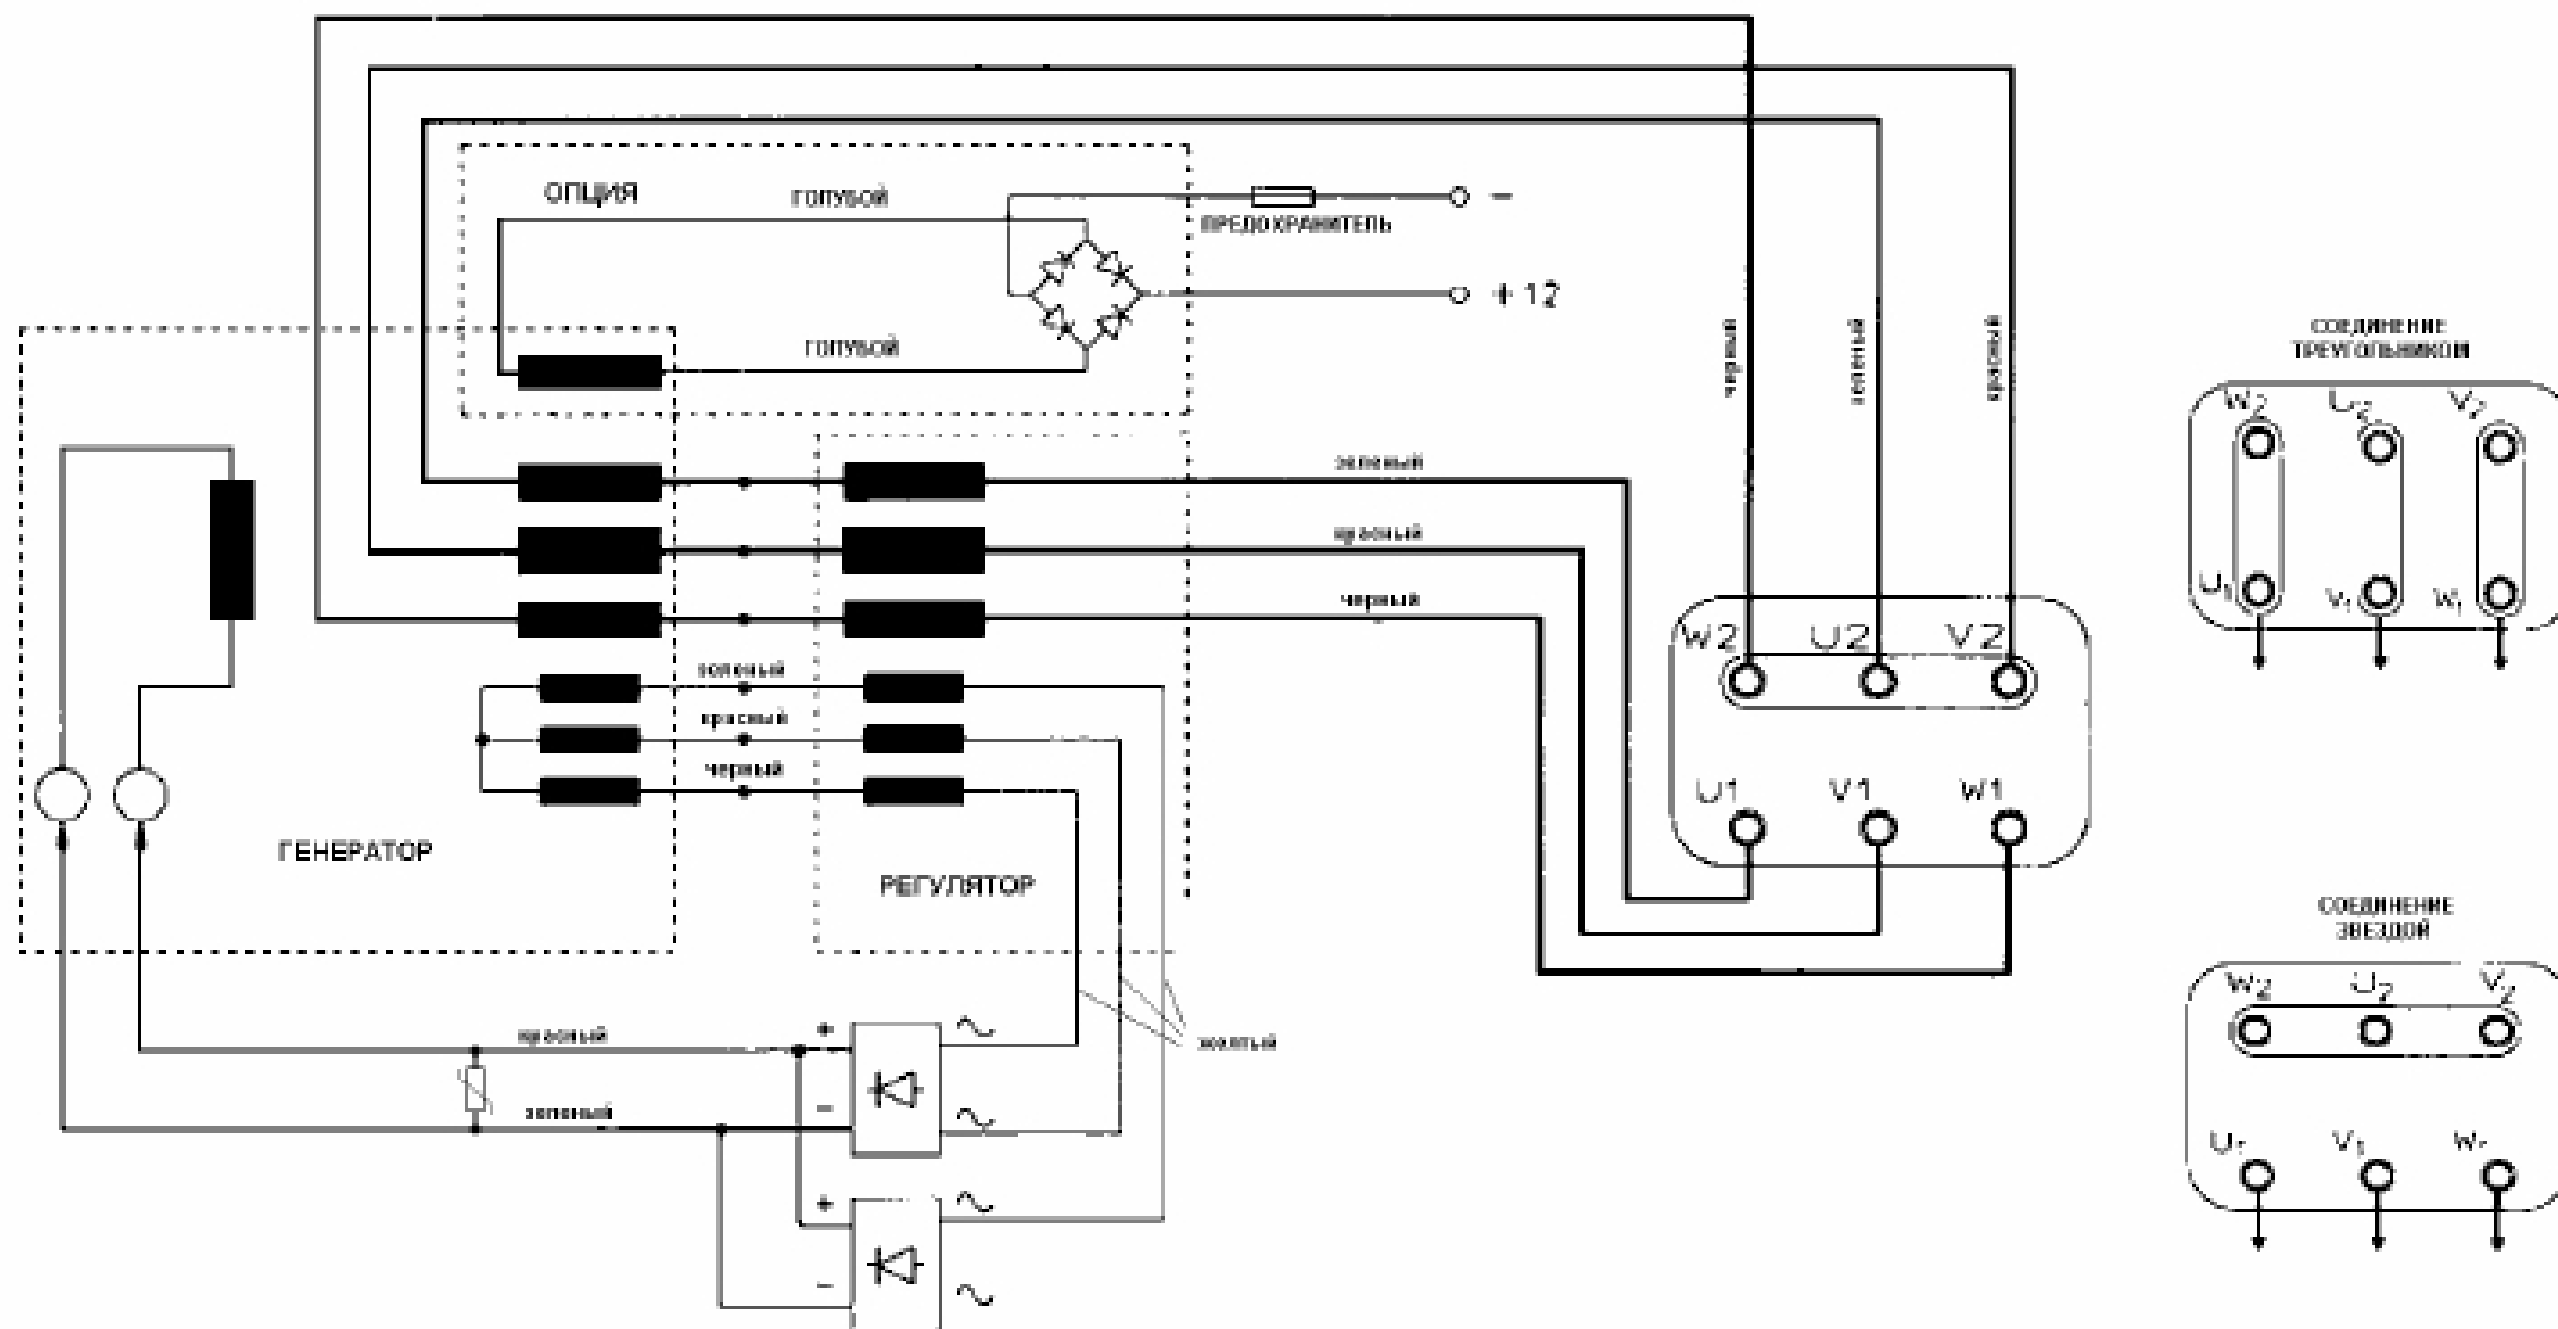 ОПЦИЯ
ГОЛУБОЙ
−
ПРЕДОХРАНИТЕЛЬ
+ 12
ГОЛУБОЙ
черный
зеленый
красный
СОЕДИНЕНИЕ
ТРЕУГОЛЬНИКОМ
W2 U2 V2
U1 V1 W1
зеленый
красный
черный
зеленый
красный
черный
W2 U2 V2
U1 V1 W1
ГЕНЕРАТОР
РЕГУЛЯТОР
СОЕДИНЕНИЕ
ЗВЕЗДОЙ
W2 U2 V2
U1 V1 W1
красный
+ ~
желтый
зеленый
− ~
+ ~
− ~